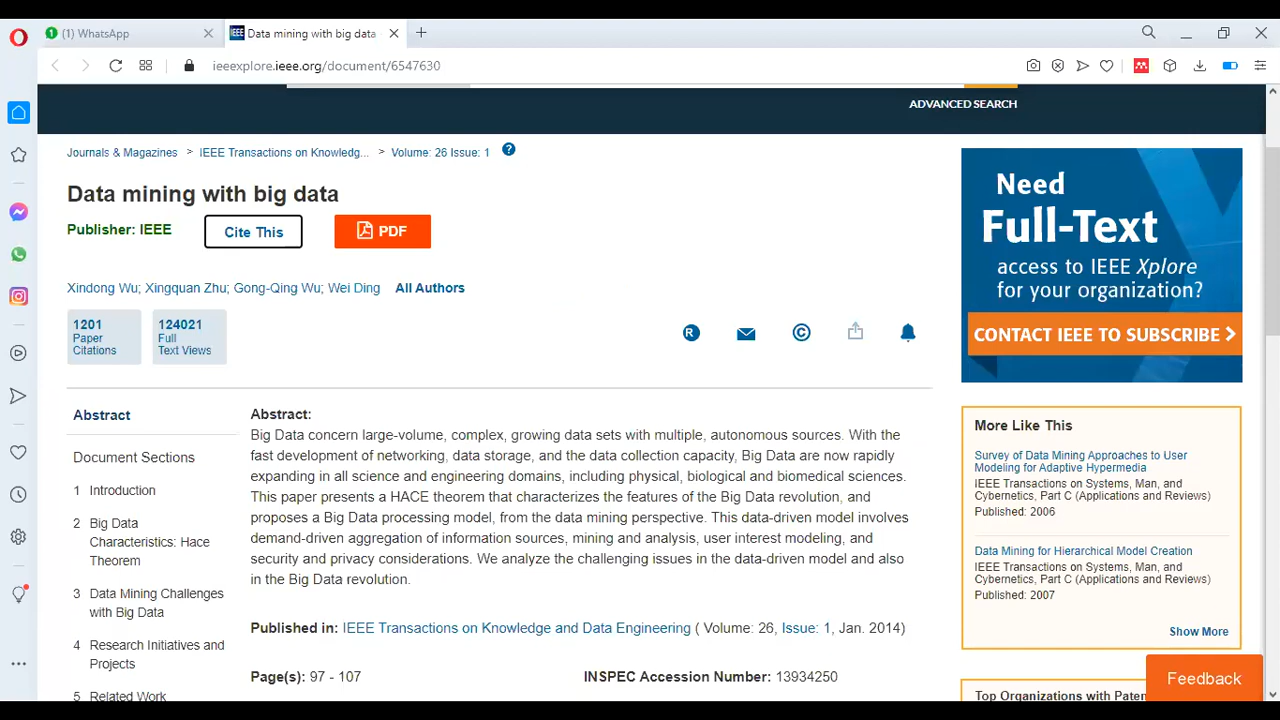 (1) WhatsApp
IEEE
Data mining with big data
ieeexplore.ieee.org/document/6547630
ADVANCED SEARCH
Journals & Magazines > IEEE Transactions on Knowledg... > Volume: 26 Issue: 1
Data mining with big data
Publisher: IEEE
Cite This
PDF
Xindong Wu; Xingquan Zhu; Gong-Qing Wu; Wei Ding All Authors
1201
Paper
Citations
124021
Full
Text Views
R
©
Abstract
Document Sections
1 Introduction
2 Big Data
Characteristics: Hace
Theorem
3 Data Mining Challenges
with Big Data
4 Research Initiatives and
Projects
5 Related Work
Abstract:
Big Data concern large-volume, complex, growing data sets with multiple, autonomous sources. With the
fast development of networking, data storage, and the data collection capacity, Big Data are now rapidly
expanding in all science and engineering domains, including physical, biological and biomedical sciences.
This paper presents a HACE theorem that characterizes the features of the Big Data revolution, and
proposes a Big Data processing model, from the data mining perspective. This data-driven model involves
demand-driven aggregation of information sources, mining and analysis, user interest modeling, and
security and privacy considerations. We analyze the challenging issues in the data-driven model and also
in the Big Data revolution.
Published in: IEEE Transactions on Knowledge and Data Engineering ( Volume: 26, Issue: 1, Jan. 2014)
Page(s): 97 - 107
INSPEC Accession Number: 13934250
Need
Full-Text
access to IEEE Xplore
for your organization?
CONTACT IEEE TO SUBSCRIBE >
More Like This
Survey of Data Mining Approaches to User
Modeling for Adaptive Hypermedia
IEEE Transactions on Systems, Man, and
Cybernetics, Part C (Applications and Reviews)
Published: 2006
Data Mining for Hierarchical Model Creation
IEEE Transactions on Systems, Man, and
Cybernetics, Part C (Applications and Reviews)
Published: 2007
Show More
Top Organizations with Paten
Feedback